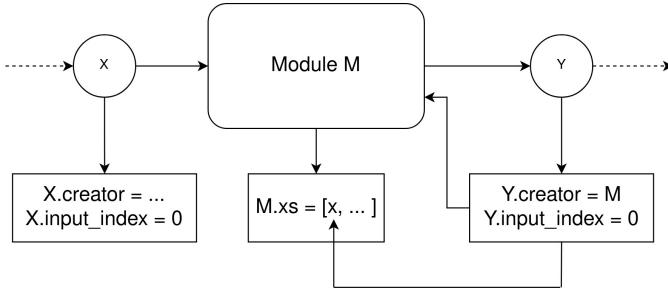 X
Module M
Y
X.creator = ...
X.input_index = 0
M.xs = [x, ... ]
Y.creator = M
Y.input_index = 0